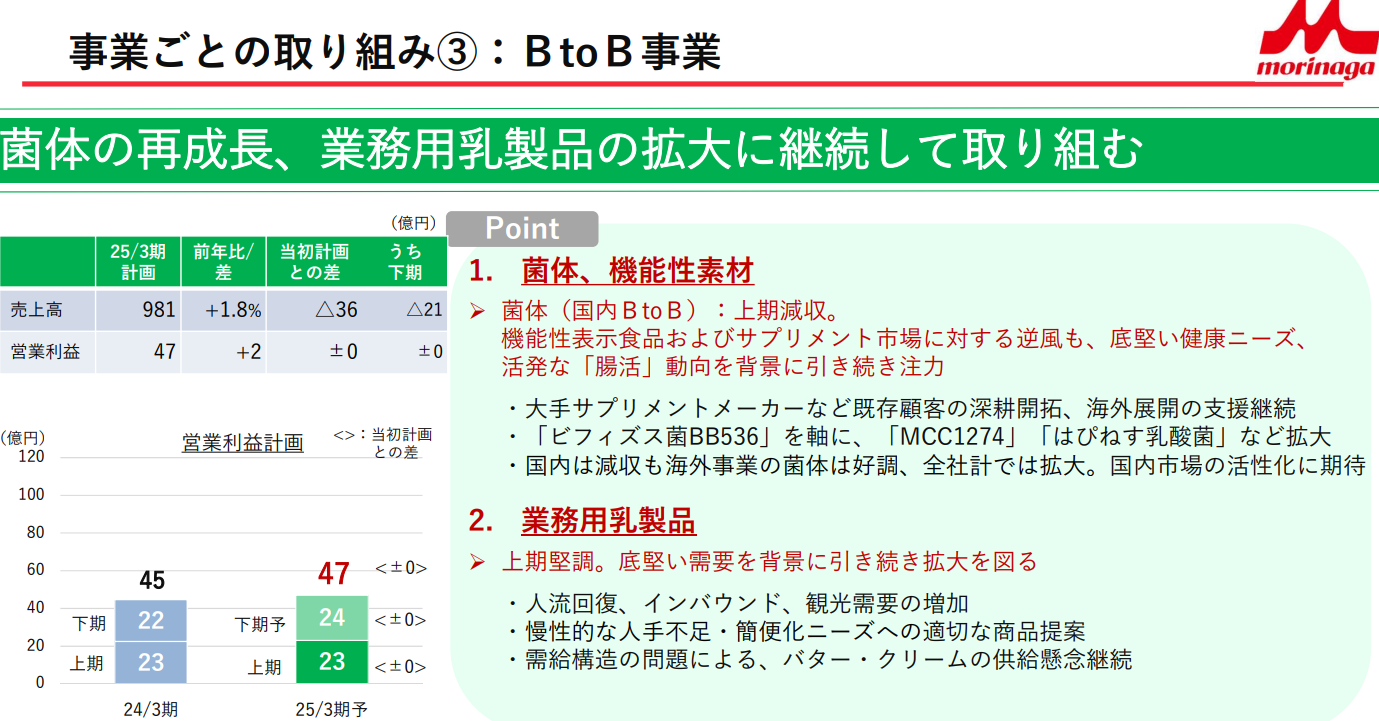 事業ごとの取り組み③：ＢtoＢ事業
morinaga
菌体の再成長、業務用乳製品の拡大に継続して取り組む
（億円）
25/3期
計画
前年比/
差
当初計画
との差
うち
下期
売上高 981 +1.8% △36 △21
営業利益 47 +2 ±0 ±0
(億円)
営業利益計画
<>：当初計画
との差
120
100
80
60
40
20
0
45
下期 22
上期 23
24/3期
47 <±0>
下期予 24 <±0>
上期 23 <±0>
25/3期予
Point
1. 菌体、機能性素材
➢ 菌体（国内ＢtoＢ）：上期減収。
機能性表示食品およびサプリメント市場に対する逆風も、底堅い健康ニーズ、
活発な「腸活」動向を背景に引き続き注力
・大手サプリメントメーカーなど既存顧客の深耕開拓、海外展開の支援継続
・「ビフィズス菌BB536」を軸に、「MCC1274」「はぴねす乳酸菌」など拡大
・国内は減収も海外事業の菌体は好調、全社計では拡大。国内市場の活性化に期待
2. 業務用乳製品
➢ 上期堅調。底堅い需要を背景に引き続き拡大を図る
・人流回復、インバウンド、観光需要の増加
・慢性的な人手不足・簡便化ニーズへの適切な商品提案
・需給構造の問題による、バター・クリームの供給懸念継続